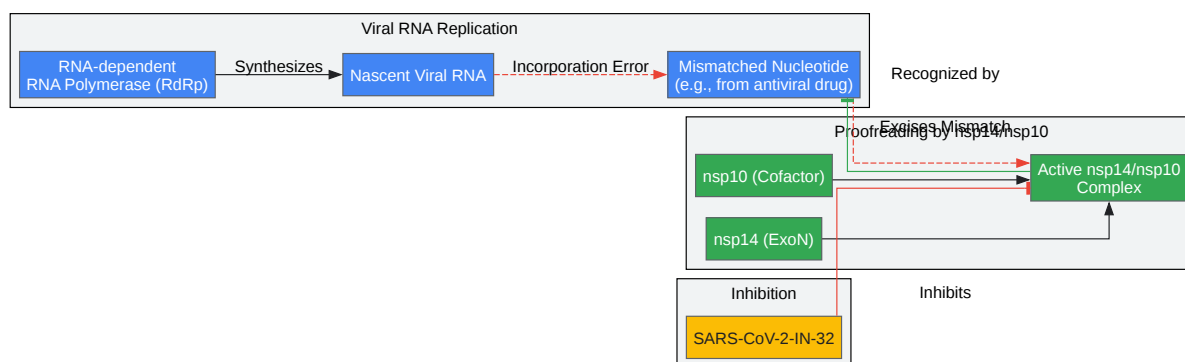 Viral RNA Replication
RNA-dependent
RNA Polymerase (RdRp)
Synthesizes
Nascent Viral RNA
Incorporation Error
Mismatched Nucleotide
(e.g., from antiviral drug)
Recognized by
Excises Mismatch
Proofreading by nsp14/nsp10
nsp10 (Cofactor)
Active nsp14/nsp10
Complex
nsp14 (ExoN)
Inhibition
Inhibits
SARS-CoV-2-IN-32